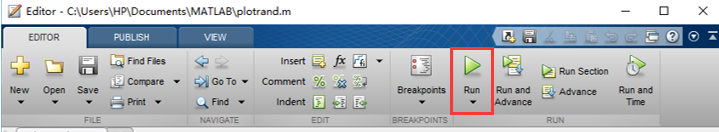 Editor - C:\Users\HP\Documents\MATLAB\plotrand.m
EDITOR PUBLISH VIEW
New Open Save Find Files Compare Print
Go To Find
Insert fx
Comment %
Indent
Breakpoints
Run
Run and Advance
Run Section
Advance
Run and Time
FILE NAVIGATE EDIT BREAKPOINTS RUN